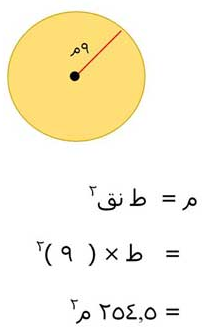 ٩م
م = ط نق٢
= ط × ( ٩ )٢
= ٢٥٤,٥ م٢